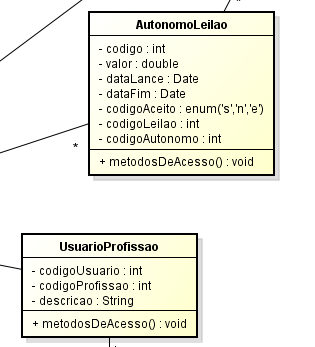 *
AutonomoLeilao
- codigo : int
- valor : double
- dataLance : Date
- dataFim : Date
- codigoAceito : enum('s','n','e')
- codigoLeilao : int
- codigoAutonomo : int
*
+ metodosDeAcesso() : void
UsuarioProfissao
- codigoUsuario : int
- codigoProfissao : int
- descricao : String
+ metodosDeAcesso() : void